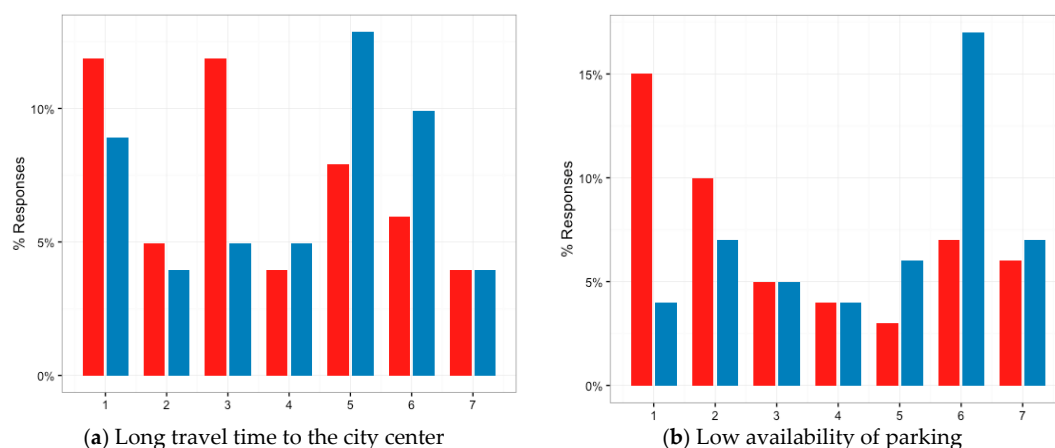 % Responses
10%
5%
0%
1 2 3 4 5 6 7
(a) Long travel time to the city center
% Responses
15%
10%
5%
0%
1 2 3 4 5 6 7
(b) Low availability of parking